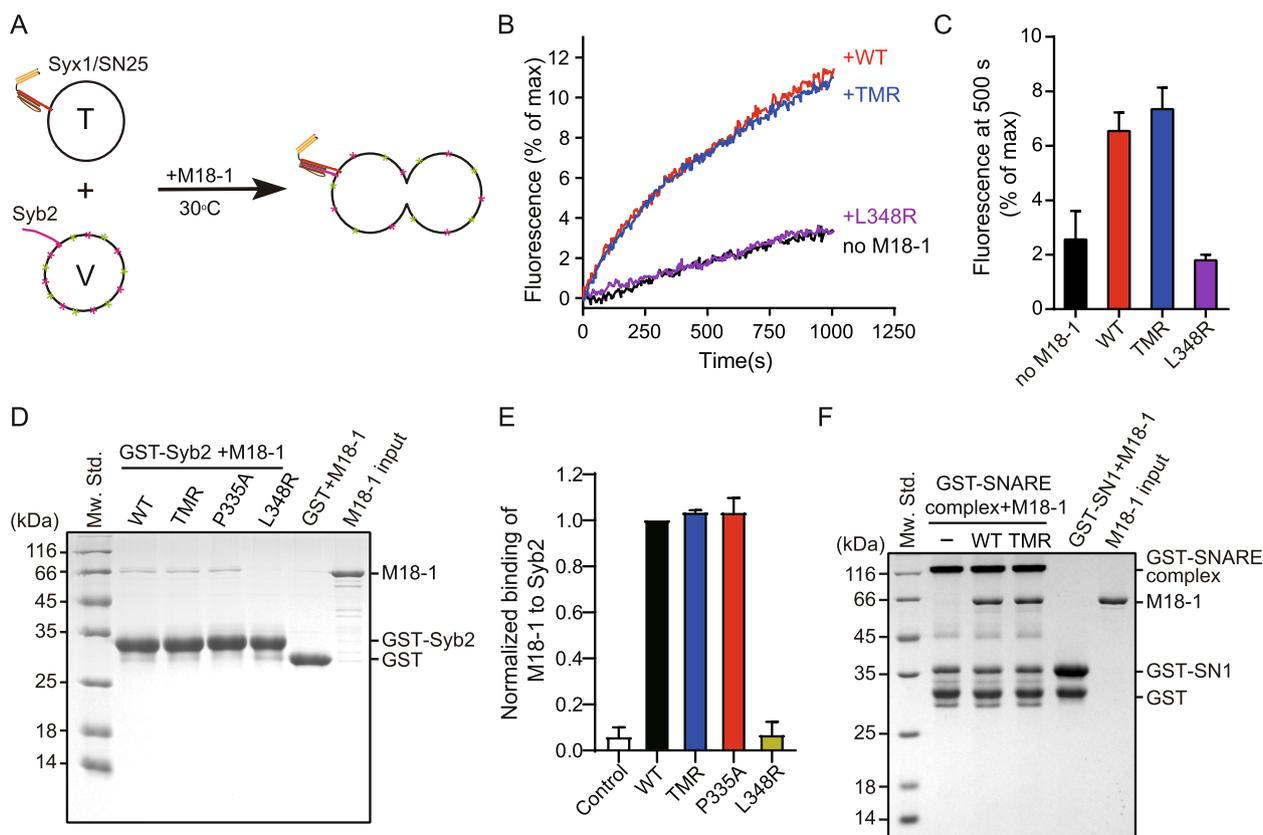 A
Syx1/SN25
T
+
Syb2
V
+M18-1
30°C
B
Fluorescence (% of max)
12
10
8
6
4
2
0
0 250 500 750 1000 1250
Time(s)
+WT
+TMR
+L348R
no M18-1
C
Fluorescence at 500 s
(% of max)
10
8
6
4
2
0
no M18-1
WT
TMR
L348R
D
GST-Syb2 +M18-1
(kDa)
Mw. Std.
WT
TMR
P335A
L348R
GST+M18-1
M18-1 input
116
66
45
35
25
18
14
M18-1
GST-Syb2
GST
E
Normalized binding of
M18-1 to Syb2
1.2
1.0
0.8
0.6
0.4
0.2
0.0
Control
WT
TMR
P335A
L348R
F
GST-SNARE
complex+M18-1
(kDa)
Mw. Std.
– WT TMR
GST-SN1+M18-1
M18-1 input
116
66
45
35
25
18
14
GST-SNARE
complex
M18-1
GST-SN1
GST